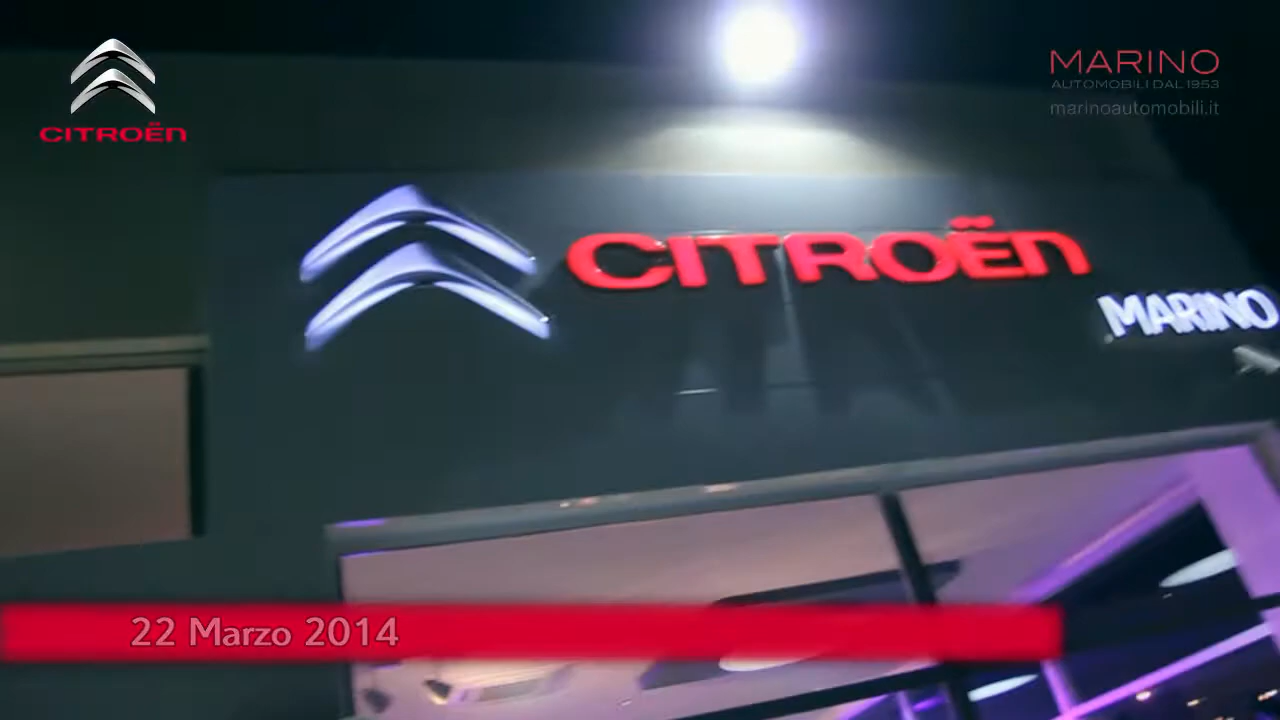 CITROËN
MARINO
AUTOMOBILI DAL 1953
marinoautomobili.it
CITROËN
MARINO
22 Marzo 2014